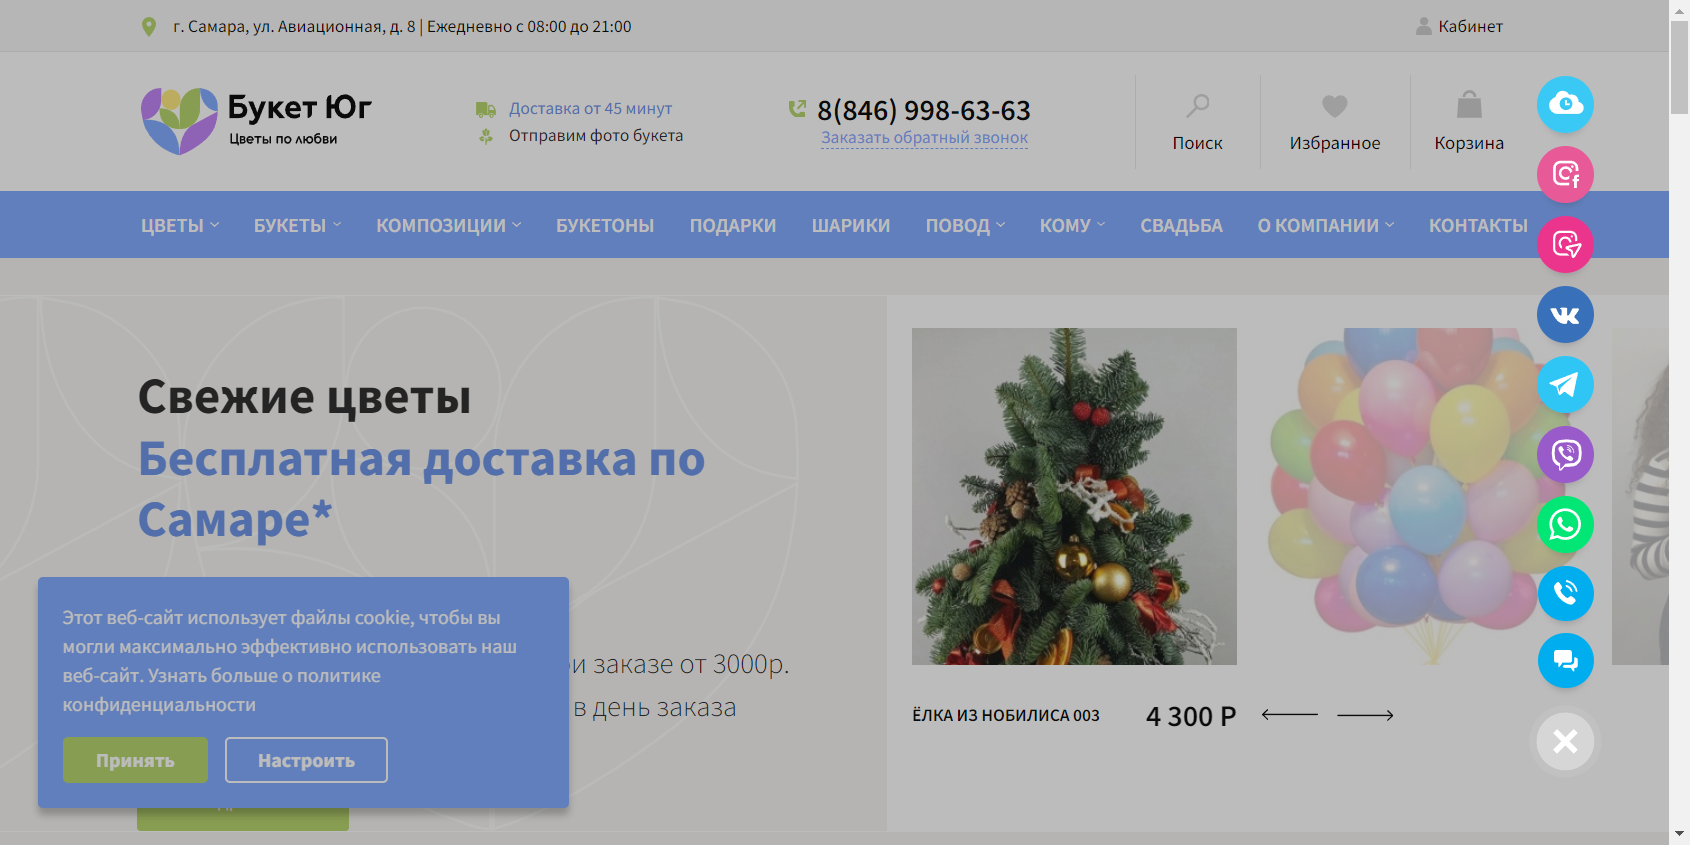 г. Самара, ул. Авиационная, д. 8 | Ежедневно с 08:00 до 21:00
Кабинет
Букет Юг
Цветы по любви
Доставка от 45 минут
Отправим фото букета
8(846) 998-63-63
Заказать обратный звонок
Поиск
Избранное
Корзина
ЦВЕТЫ БУКЕТЫ КОМПОЗИЦИИ БУКЕТОНЫ ПОДАРКИ ШАРИКИ ПОВОД КОМУ СВАДЬБА О КОМПАНИИ КОНТАКТЫ
Свежие цветы
Бесплатная доставка по
Самаре*
заказе от 3000р.
в день заказа
Этот веб-сайт использует файлы cookie, чтобы вы
могли максимально эффективно использовать наш
веб-сайт. Узнать больше о политике
конфиденциальности
Принять Настроить
ЁЛКА ИЗ НОБИЛИСА 003
4 300 Р